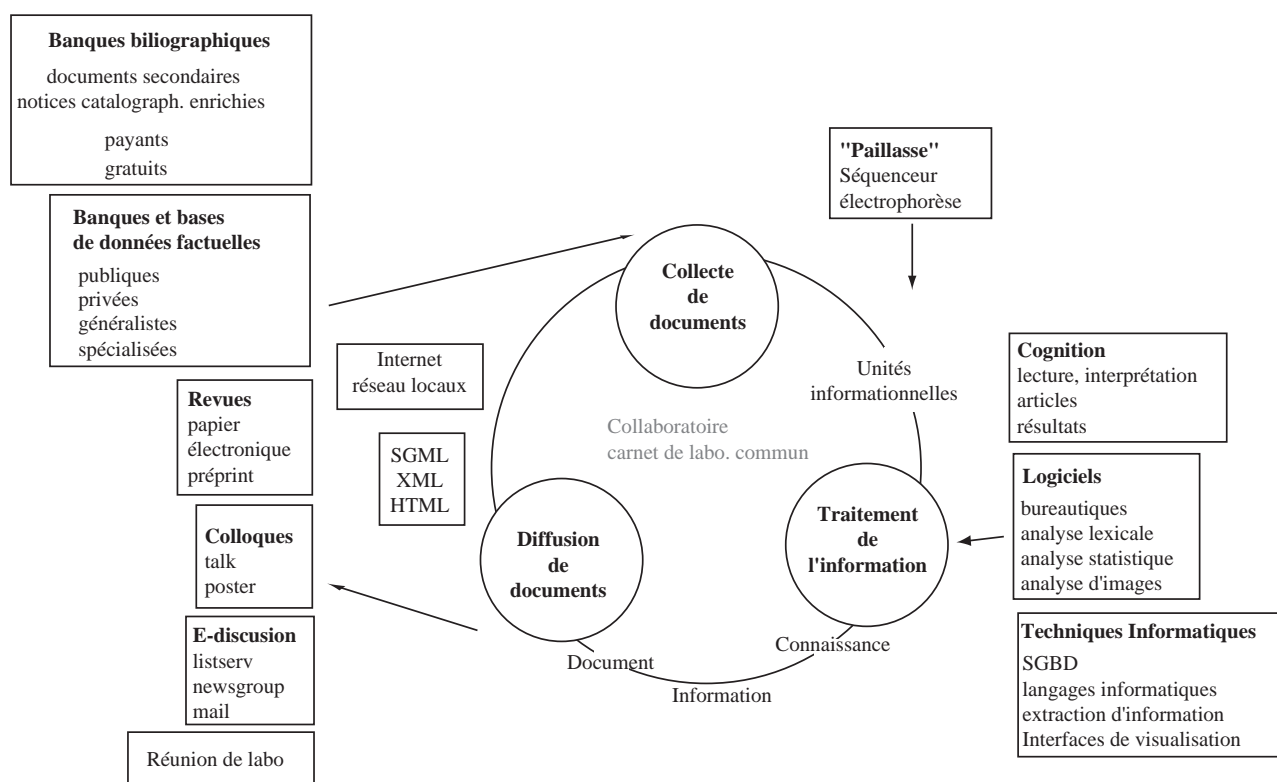 Banques biliographiques
documents secondaires
notices catalograph. enrichies
payants
gratuits
Banques et bases
de données factuelles
publiques
privées
généralistes
spécialisées
Revues
papier
électronique
préprint
Colloques
talk
poster
E-discusion
listserv
newsgroup
mail
Réunion de labo
Internet
réseau locaux
SGML
XML
HTML
Collecte
de
documents
"Paillasse"
Séquenceur
électrophorèse
Unités
informationnelles
Collaboratoire
carnet de labo. commun
Diffusion
de
documents
Traitement
de
l'information
Document
Information
Connaissance
Cognition
lecture, interprétation
articles
résultats
Logiciels
bureautiques
analyse lexicale
analyse statistique
analyse d'images
Techniques Informatiques
SGBD
langages informatiques
extraction d'information
Interfaces de visualisation